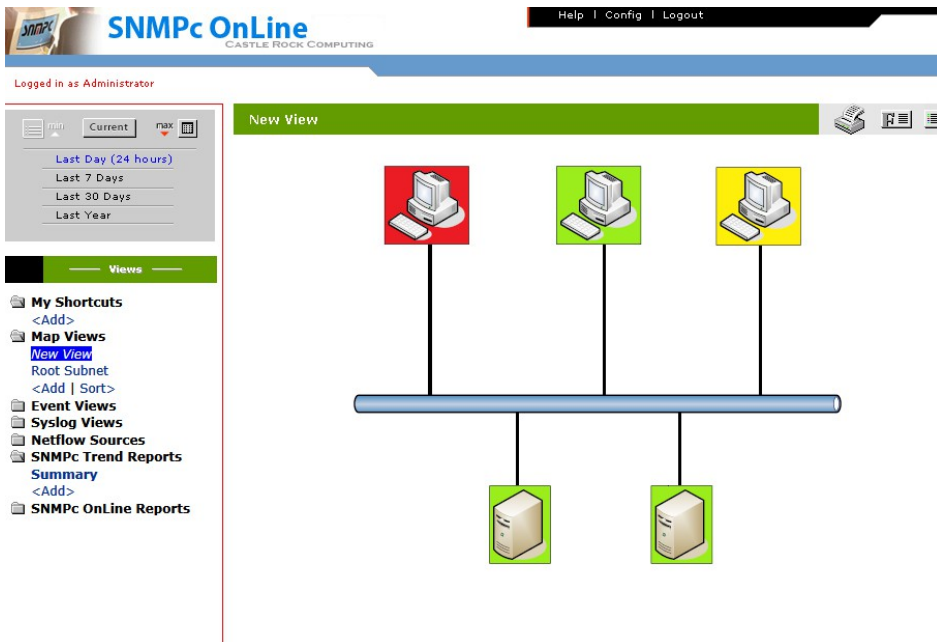 snmpc
SNMPc OnLine
CASTLE ROCK COMPUTING
Help | Config | Logout
Logged in as Administrator
min
Current
max
Last Day (24 hours)
Last 7 Days
Last 30 Days
Last Year
New View
Views
My Shortcuts
<Add>
Map Views
New View
Root Subnet
<Add | Sort>
Event Views
Syslog Views
Netflow Sources
SNMPc Trend Reports
Summary
<Add>
SNMPc OnLine Reports